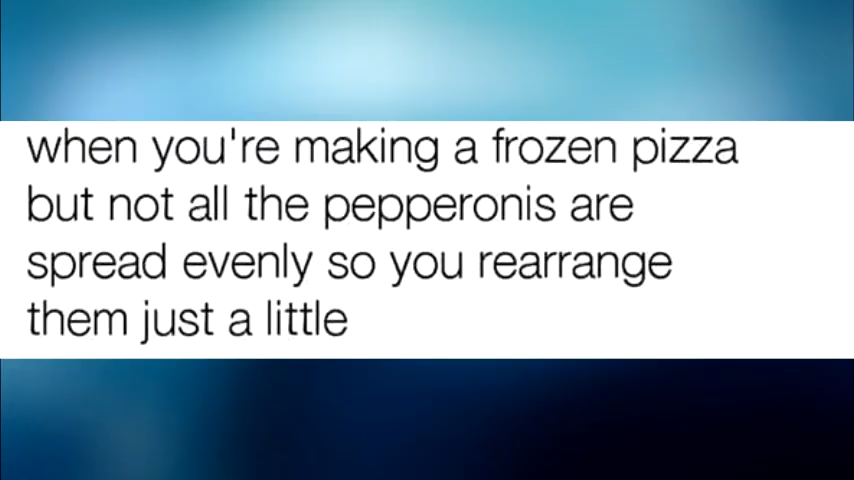 when you're making a frozen pizza
but not all the pepperonis are
spread evenly so you rearrange
them just a little